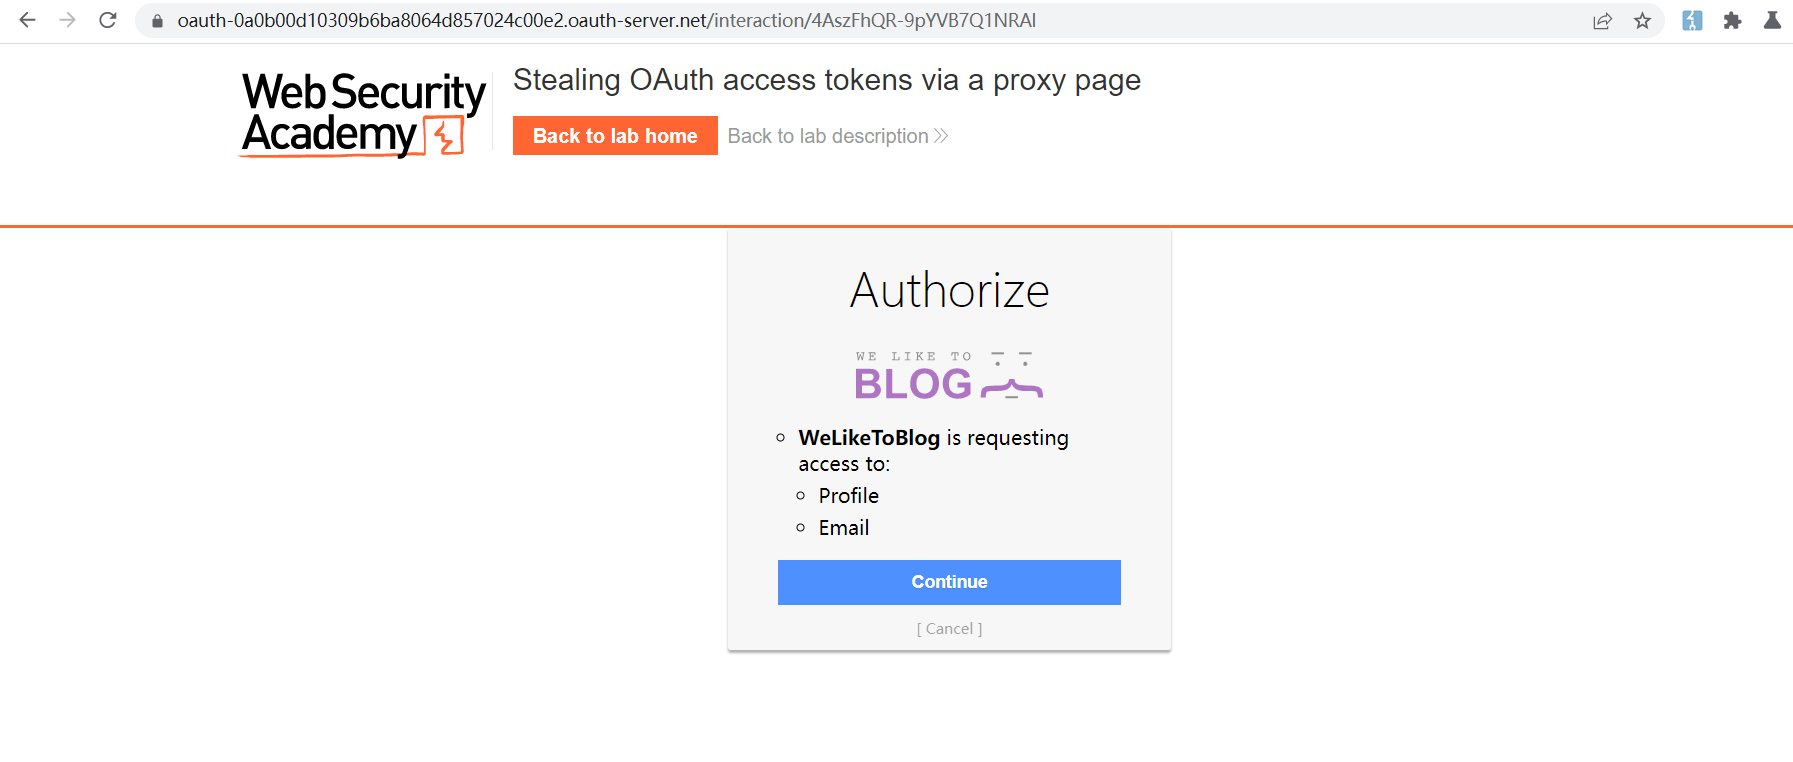 oauth-0a0b00d10309b6ba8064d857024c00e2.oauth-server.net/interaction/4AszFhQR-9pYVB7Q1NRAl
Web Security
Academy
Stealing OAuth access tokens via a proxy page
Back to lab home
Back to lab description
Authorize
WE LIKE TO
BLOG
WeLikeToBlog is requesting
access to:
Profile
Email
Continue
[ Cancel ]